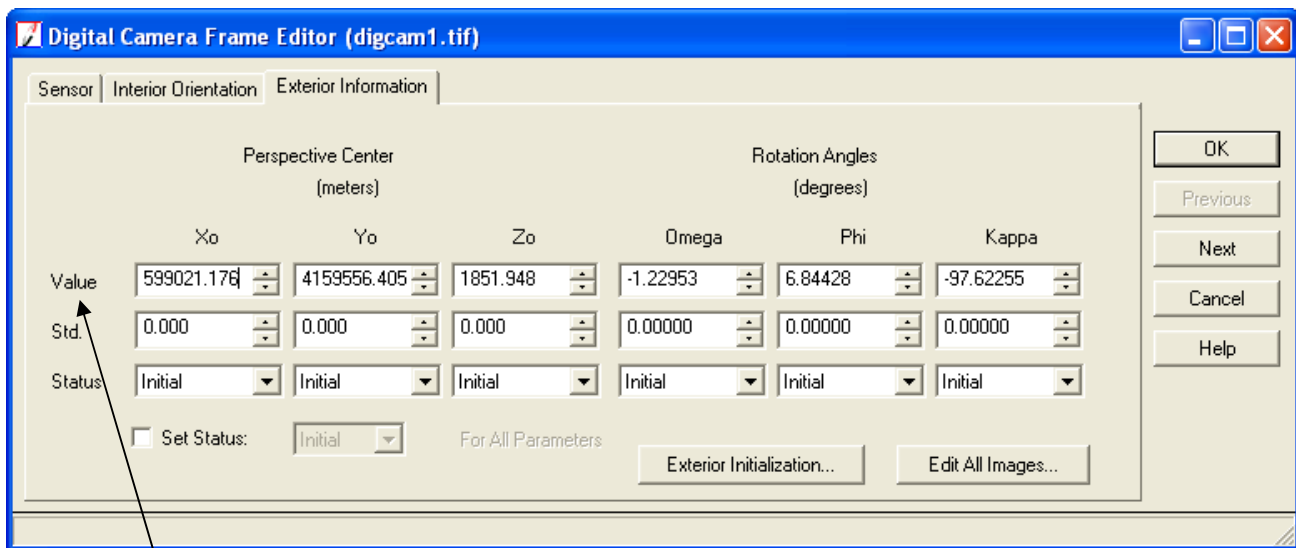 Digital Camera Frame Editor (digcam1.tif)
Sensor Interior Orientation Exterior Information
Perspective Center Rotation Angles
(meters) (degrees)
Xo Yo Zo Omega Phi Kappa
Value 599021.176 4159556.405 1851.948 -1.22953 6.84428 -97.62255
Std. 0.000 0.000 0.000 0.00000 0.00000 0.00000
Status Initial Initial Initial Initial Initial Initial
Set Status: Initial For All Parameters
Exterior Initialization... Edit All Images...
OK
Previous
Next
Cancel
Help